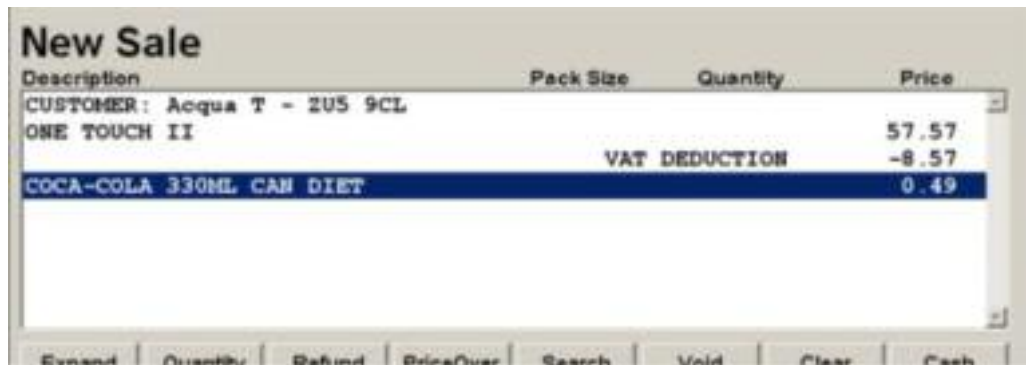 New Sale
Description Pack Size Quantity Price
CUSTOMER: Acqua T - ZU5 9CL
ONE TOUCH II 57.57
VAT DEDUCTION -8.57
COCA-COLA 330ML CAN DIET 0.49
Expand Quantity Refund PriceOver Search Void Clear Cash